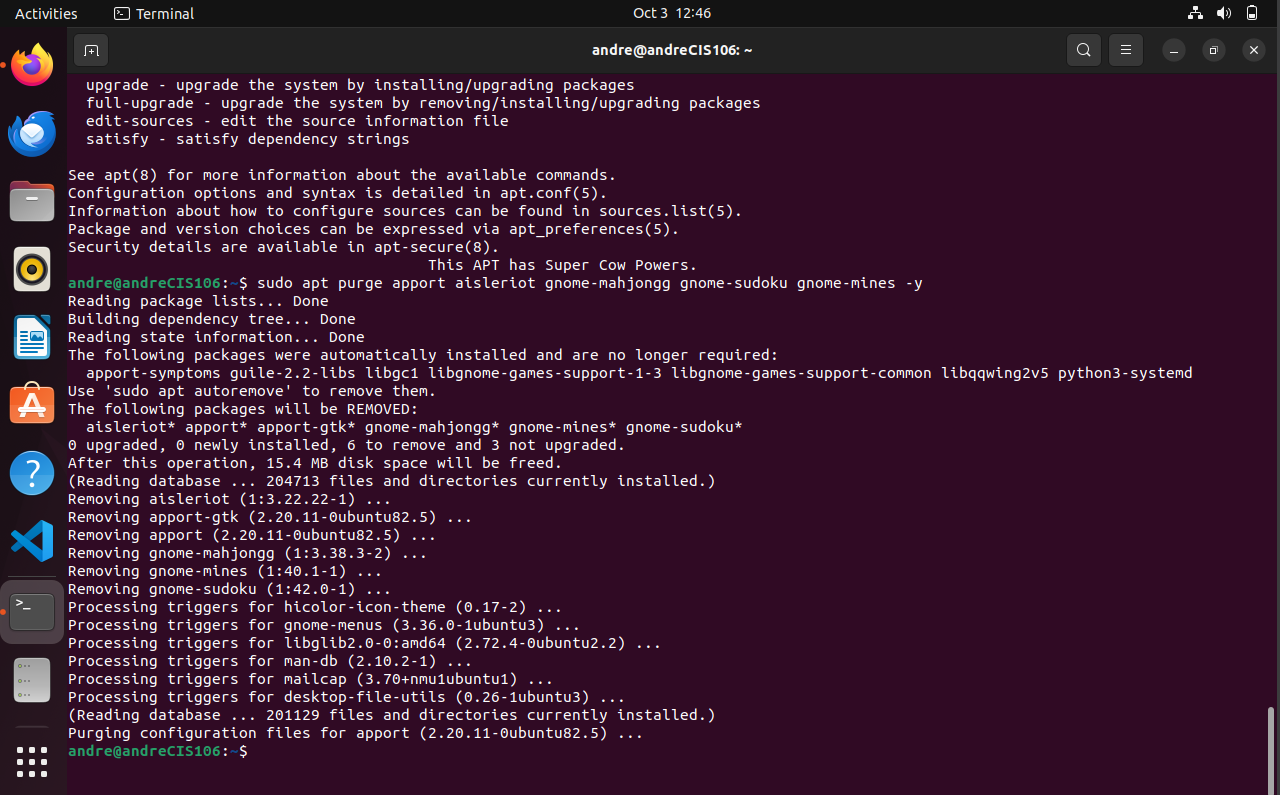 Activities Terminal Oct 3 12:46
andre@andreCIS106: ~
upgrade - upgrade the system by installing/upgrading packages
full-upgrade - upgrade the system by removing/installing/upgrading packages
edit-sources - edit the source information file
satisfy - satisfy dependency strings
See apt(8) for more information about the available commands.
Configuration options and syntax is detailed in apt.conf(5).
Information about how to configure sources can be found in sources.list(5).
Package and version choices can be expressed via apt_preferences(5).
Security details are available in apt-secure(8).
This APT has Super Cow Powers.
andre@andreCIS106:~$ sudo apt purge apport aisleriot gnome-mahjongg gnome-sudoku gnome-mines -y
Reading package lists... Done
Building dependency tree... Done
Reading state information... Done
The following packages were automatically installed and are no longer required:
apport-symptoms guile-2.2-libs libgc1 libgnome-games-support-1-3 libgnome-games-support-common libqqwing2v5 python3-systemd
Use 'sudo apt autoremove' to remove them.
The following packages will be REMOVED:
aisleriot* apport* apport-gtk* gnome-mahjongg* gnome-mines* gnome-sudoku*
0 upgraded, 0 newly installed, 6 to remove and 3 not upgraded.
After this operation, 15.4 MB disk space will be freed.
(Reading database ... 204713 files and directories currently installed.)
Removing aisleriot (1:3.22.22-1) ...
Removing apport-gtk (2.20.11-0ubuntu82.5) ...
Removing apport (2.20.11-0ubuntu82.5) ...
Removing gnome-mahjongg (1:3.38.3-2) ...
Removing gnome-mines (1:40.1-1) ...
Removing gnome-sudoku (1:42.0-1) ...
Processing triggers for hicolor-icon-theme (0.17-2) ...
Processing triggers for gnome-menus (3.36.0-1ubuntu3) ...
Processing triggers for libglib2.0-0:amd64 (2.72.4-0ubuntu2.2) ...
Processing triggers for man-db (2.10.2-1) ...
Processing triggers for mailcap (3.70+nmu1ubuntu1) ...
Processing triggers for desktop-file-utils (0.26-1ubuntu3) ...
(Reading database ... 201129 files and directories currently installed.)
Purging configuration files for apport (2.20.11-0ubuntu82.5) ...
andre@andreCIS106:~$